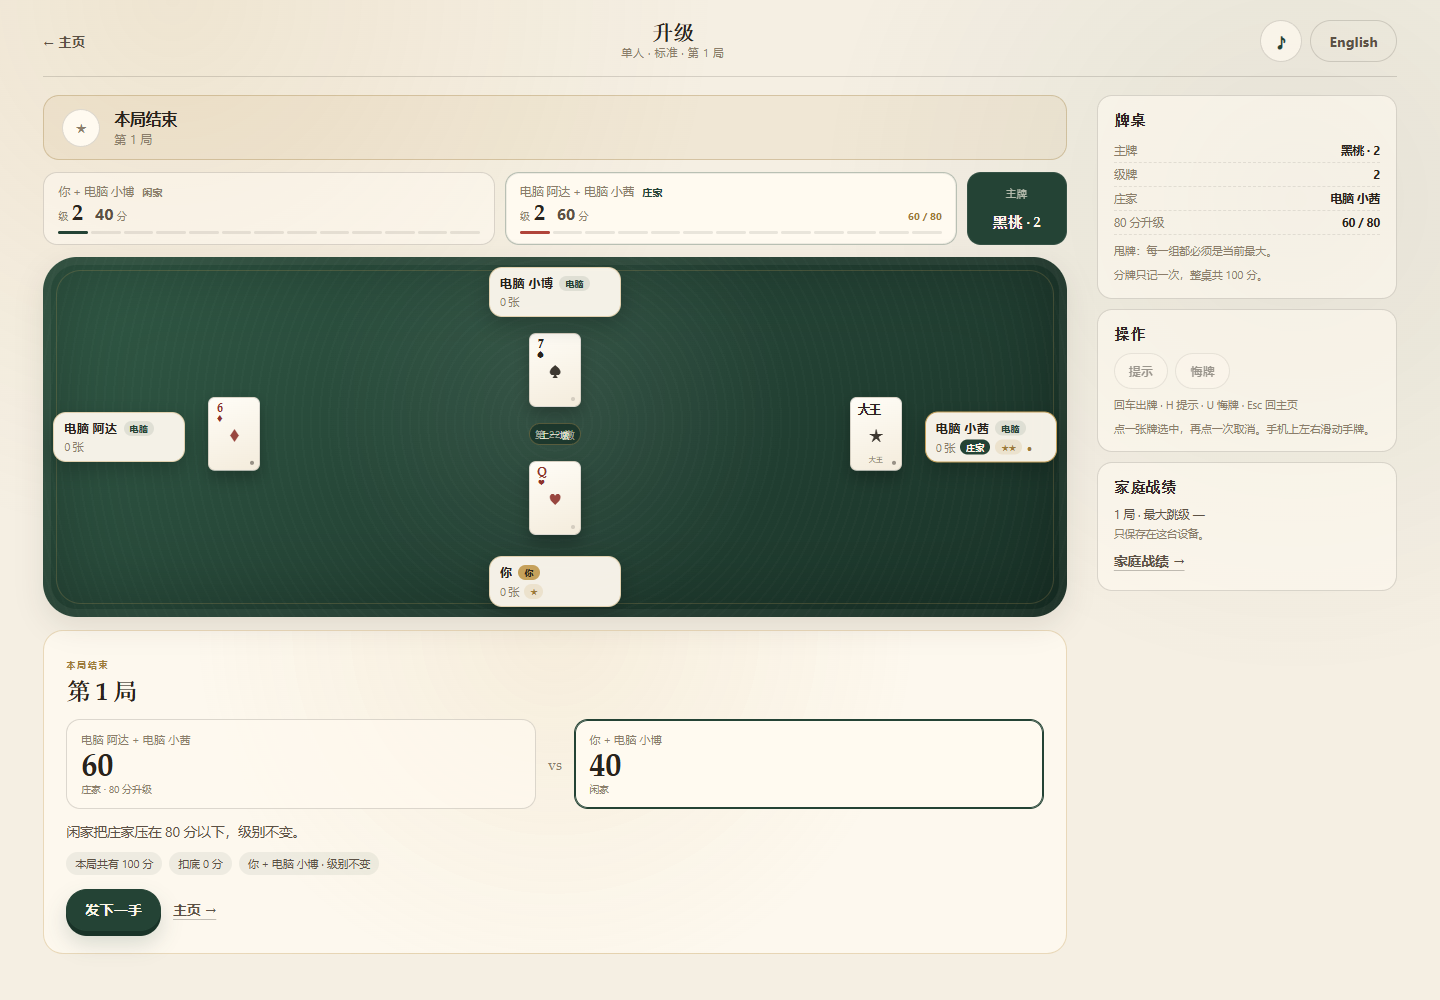 ← 主页
升级
单人 · 标准 · 第 1 局
♪
English
★
本局结束
第 1 局
你 + 电脑 小博 闲家
级 2 40 分
电脑 阿达 + 电脑 小茜 庄家
级 2 60 分 60 / 80
主牌
黑桃 · 2
电脑 小博 电脑
0 张
7
电脑 阿达 电脑
0 张
6
大王
大王
电脑 小茜 电脑
0 张 庄家 ★★
Q
你 你
0 张 ★
本局结束
第 1 局
电脑 阿达 + 电脑 小茜
60
庄家 · 80 分升级
vs
你 + 电脑 小博
40
闲家
闲家把庄家压在 80 分以下，级别不变。
本局共有 100 分 扣底 0 分 你 + 电脑 小博 · 级别不变
发下一手 主页 →
牌桌
主牌 黑桃 · 2
级牌 2
庄家 电脑 小茜
80 分升级 60 / 80
甩牌：每一组都必须是当前最大。
分牌只记一次，整桌共 100 分。
操作
提示 悔牌
回车出牌 · H 提示 · U 悔牌 · Esc 回主页
点一张牌选中，再点一次取消。手机上左右滑动手牌。
家庭战绩
1 局 · 最大跳级 —
只保存在这台设备。
家庭战绩 →